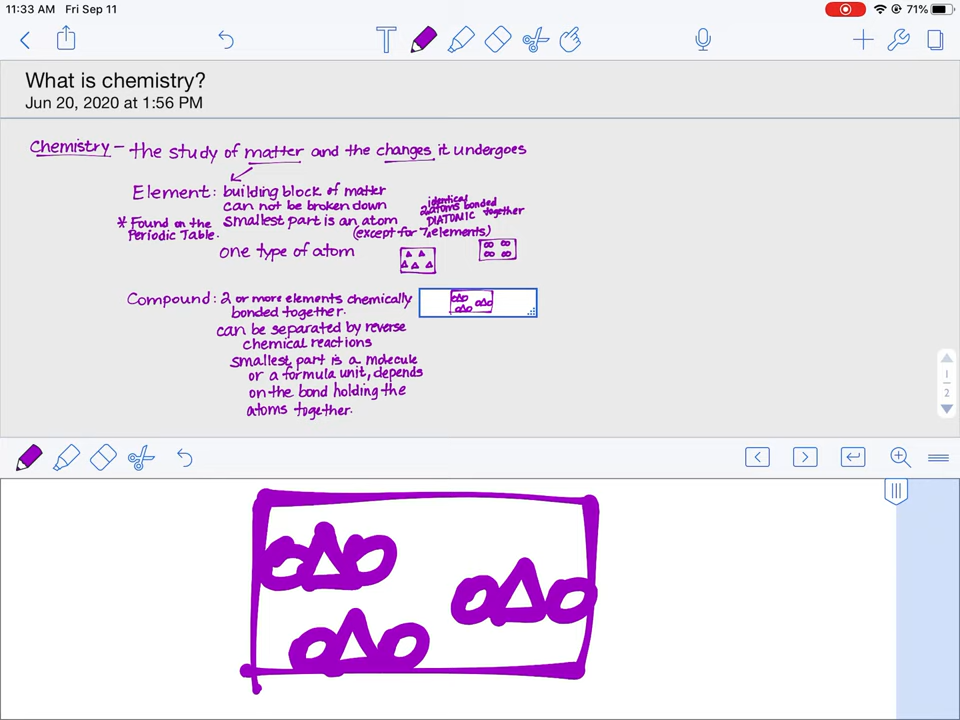 11:33 AM Fri Sep 11
71%
T
What is chemistry?
Jun 20, 2020 at 1:56 PM
Chemistry – the study of matter and the changes it undergoes
Element: building block of matter
can not be broken down
* Found on the smallest part is an atom
Periodic Table.
identical
2 atoms bonded
DIATOMIC together
(except for 7 elements)
one type of atom
Compound: 2 or more elements chemically
bonded together.
can be separated by reverse
chemical reactions
smallest part is a molecule
or a formula unit, depends
on the bond holding the
atoms together.
1
2